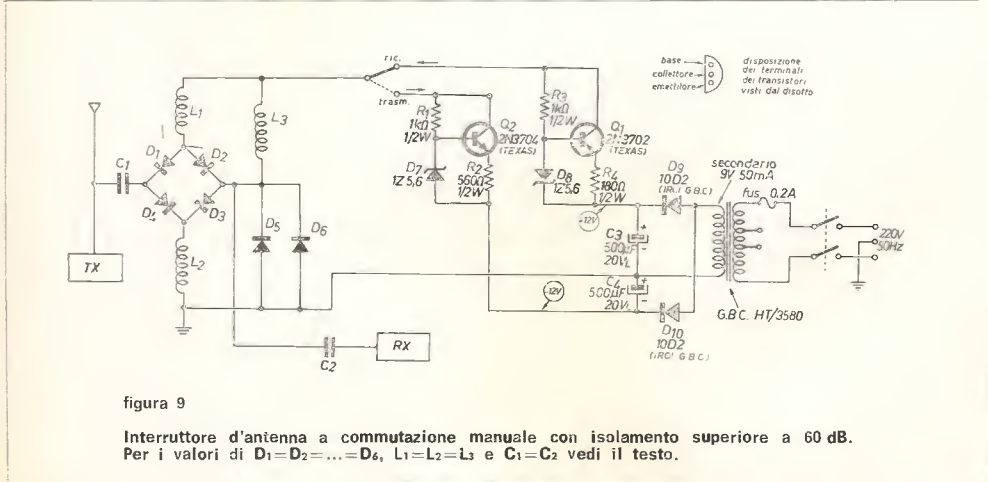 ric.
trasm.
base
collettore
emettitore
disposizione
dei terminali
dei transistori
visti dal disotto
L1
L3
D1
D2
C1
D4
D3
L2
D5
D6
TX
RX
C2
R1
1kΩ
1/2W
D7
1Z5,6
Q2
2N3704
(TEXAS)
R2
560Ω
1/2W
R3
1kΩ
1/2W
D8
1Z5,6
Q1
2N3702
(TEXAS)
R4
180Ω
1/2W
-12V
C3
500μF
20VL
+
-
C4
500μF
20VL
+
-
-12V
D9
10D2
(IRCI G.B.C)
D10
10D2
(IRCI G.B.C)
secondario
9V 50mA
fus 0.2A
220V
50Hz
G.B.C. HT/3580
figura 9
Interruttore d'antenna a commutazione manuale con isolamento superiore a 60 dB.
Per i valori di D1=D2=...=D6, L1=L2=L3 e C1=C2 vedi il testo.